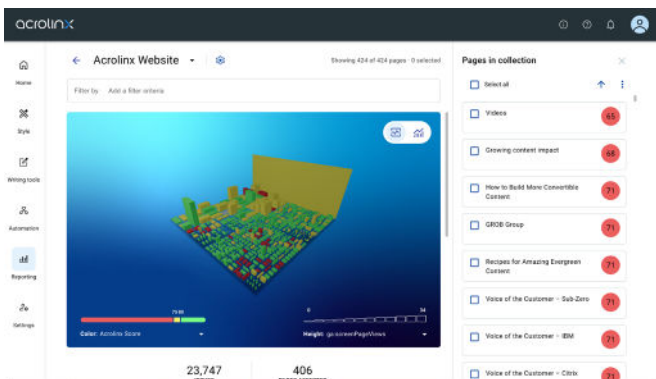 acrolinx
Home
Style
Writing tools
Automation
Reporting
Settings
Acrolinx Website
Showing 424 of 424 pages 0 selected
Filter by Add a filter criteria
Color: Acrolinx Score
0
Height: ga:screenPageViews
23,747
406
Pages in collection
Select all
Videos
65
Growing content impact
68
How to Build More Convertible
Content
71
GROB Group
71
Recipes for Amazing Evergreen
Content
71
Voice of the Customer – Sub-Zero
71
Voice of the Customer – IBM
71
Voice of the Customer – Citrix
71